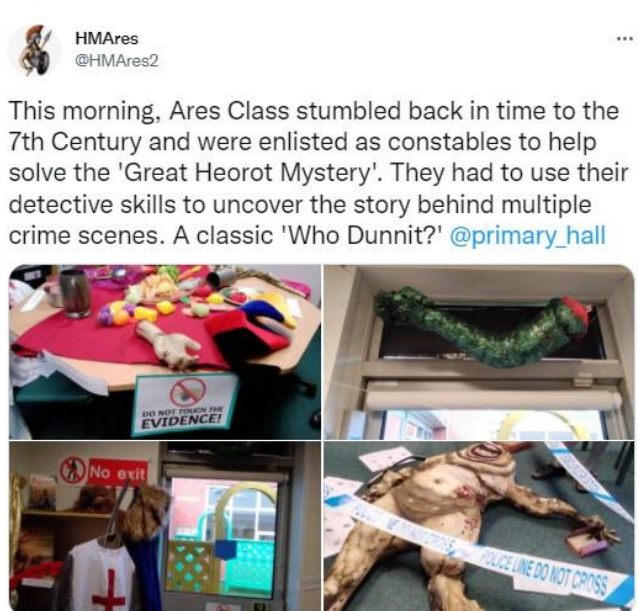 HMAres
@HMAres2
This morning, Ares Class stumbled back in time to the
7th Century and were enlisted as constables to help
solve the 'Great Heorot Mystery'. They had to use their
detective skills to uncover the story behind multiple
crime scenes. A classic 'Who Dunnit?' @primary_hall
DO NOT TOUCH THE
EVIDENCE!
No exit
POLICE LINE DO NOT CROSS